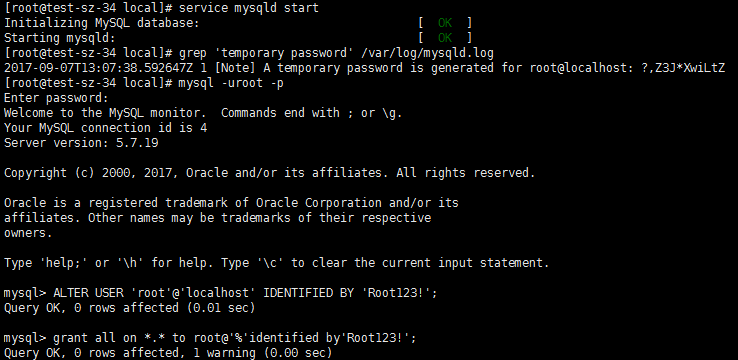 [root@test-sz-34 local]# service mysqld start
Initializing MySQL database:                               [  OK  ]
Starting mysqld:                                           [  OK  ]
[root@test-sz-34 local]# grep 'temporary password' /var/log/mysqld.log
2017-09-07T13:07:38.592647Z 1 [Note] A temporary password is generated for root@localhost: ?,Z3J*XwiLtZ
[root@test-sz-34 local]# mysql -uroot -p
Enter password:
Welcome to the MySQL monitor.  Commands end with ; or \g.
Your MySQL connection id is 4
Server version: 5.7.19
Copyright (c) 2000, 2017, Oracle and/or its affiliates. All rights reserved.
Oracle is a registered trademark of Oracle Corporation and/or its
affiliates. Other names may be trademarks of their respective
owners.
Type 'help;' or '\h' for help. Type '\c' to clear the current input statement.
mysql> ALTER USER 'root'@'localhost' IDENTIFIED BY 'Root123!';
Query OK, 0 rows affected (0.01 sec)
mysql> grant all on *.* to root@'%'identified by'Root123!';
Query OK, 0 rows affected, 1 warning (0.00 sec)